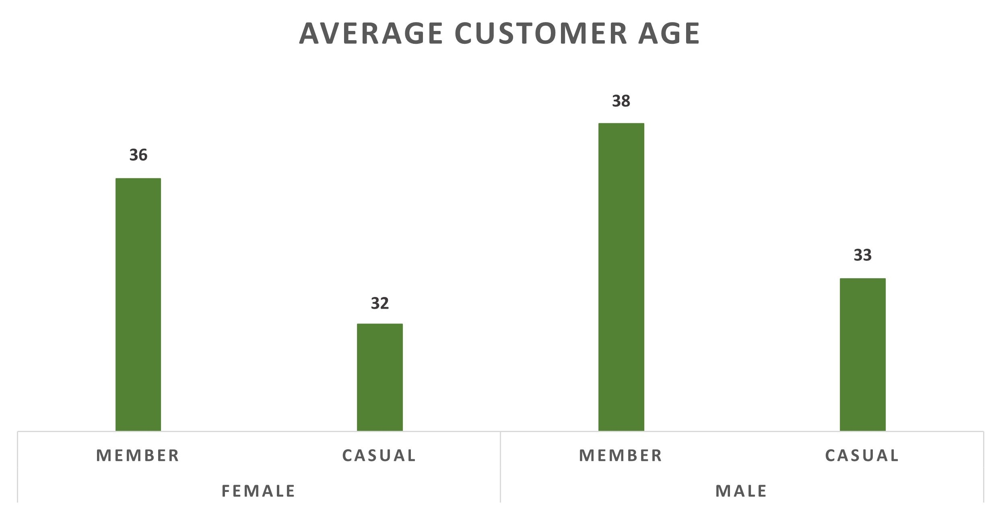 AVERAGE CUSTOMER AGE
38
36
33
32
MEMBER CASUAL MEMBER CASUAL
FEMALE MALE